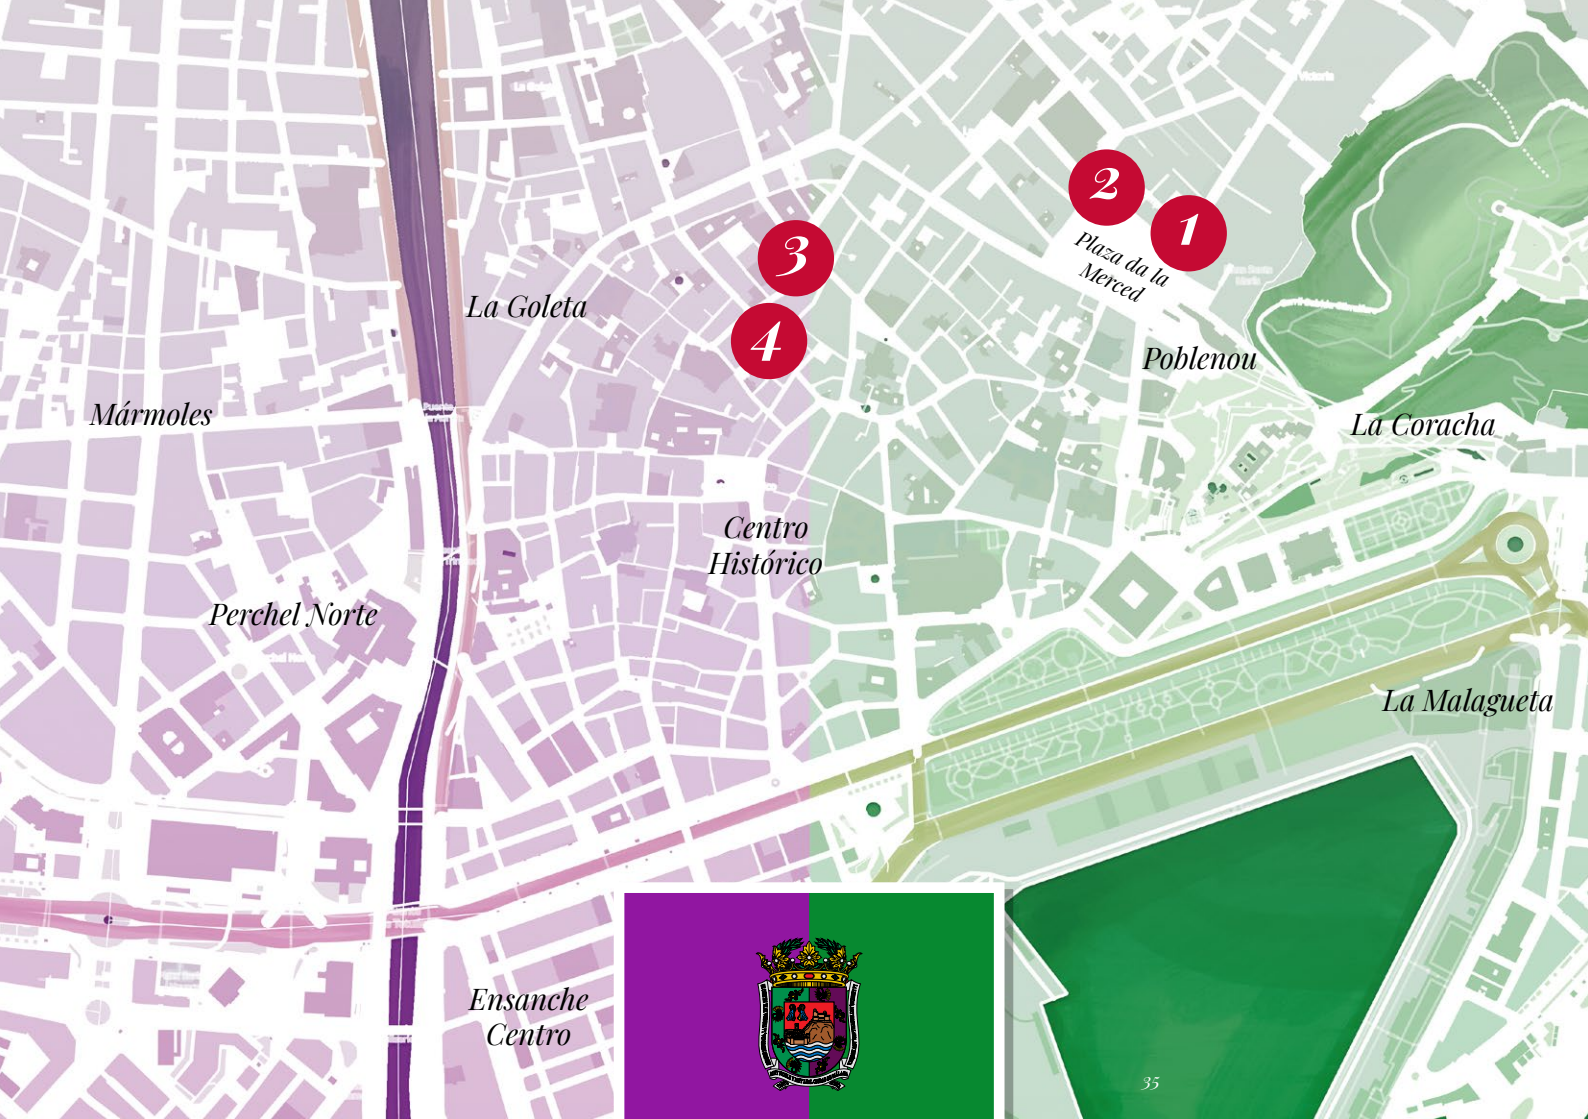 Victoria
2
1
Plaza da la
Merced
3
La Goleta
4
Poblenou
Mármoles
La Coracha
Centro
Histórico
Perchel Norte
La Malagueta
Ensanche
Centro
35